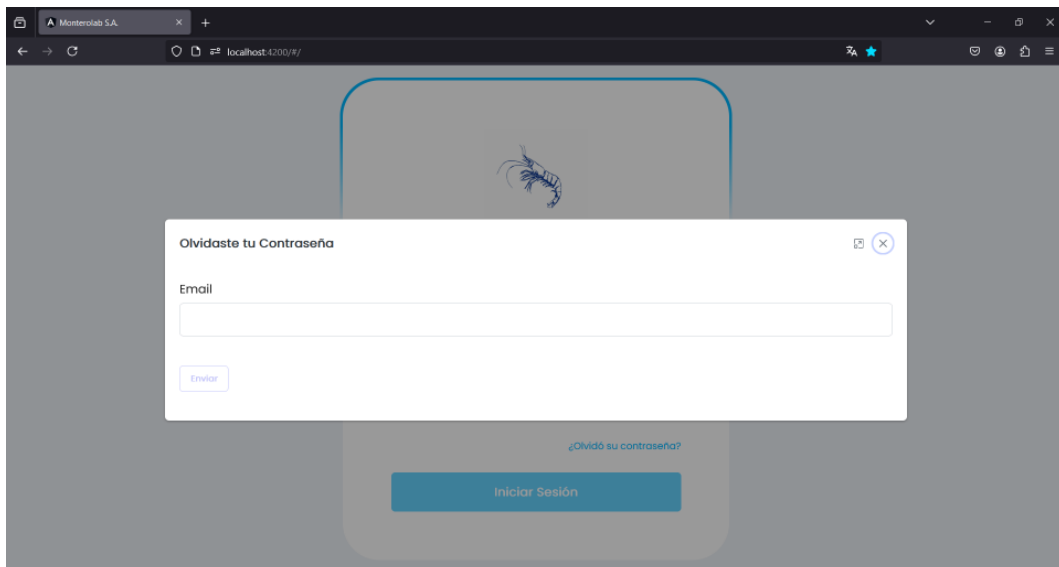 Monterolab S.A.
localhost:4200/#/
Olvidaste tu Contraseña
Email
Enviar
¿Olvidó su contraseña?
Iniciar Sesión